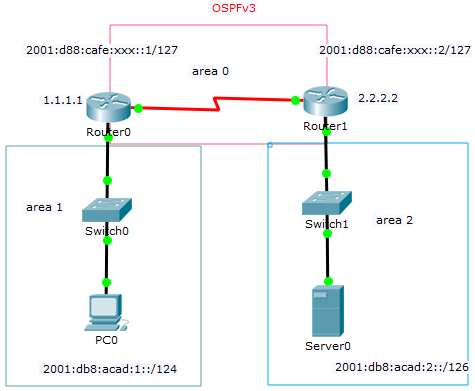 OSPFv3
2001:d88:cafe:xxx::1/127
2001:d88:cafe:xxx::2/127
area 0
1.1.1.1
2.2.2.2
Router0
Router1
area 1
Switch0
Switch1
area 2
PC0
Server0
2001:db8:acad:1::/124
2001:db8:acad:2::/126